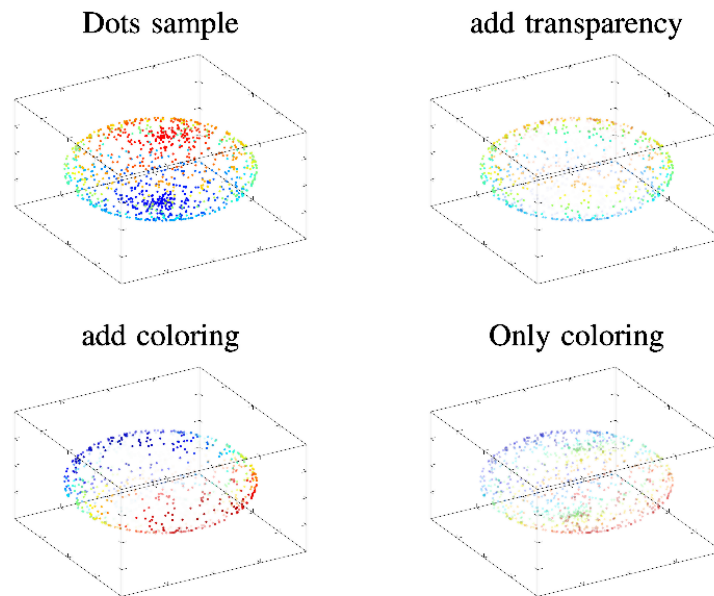 Dots sample
add transparency
add coloring
Only coloring